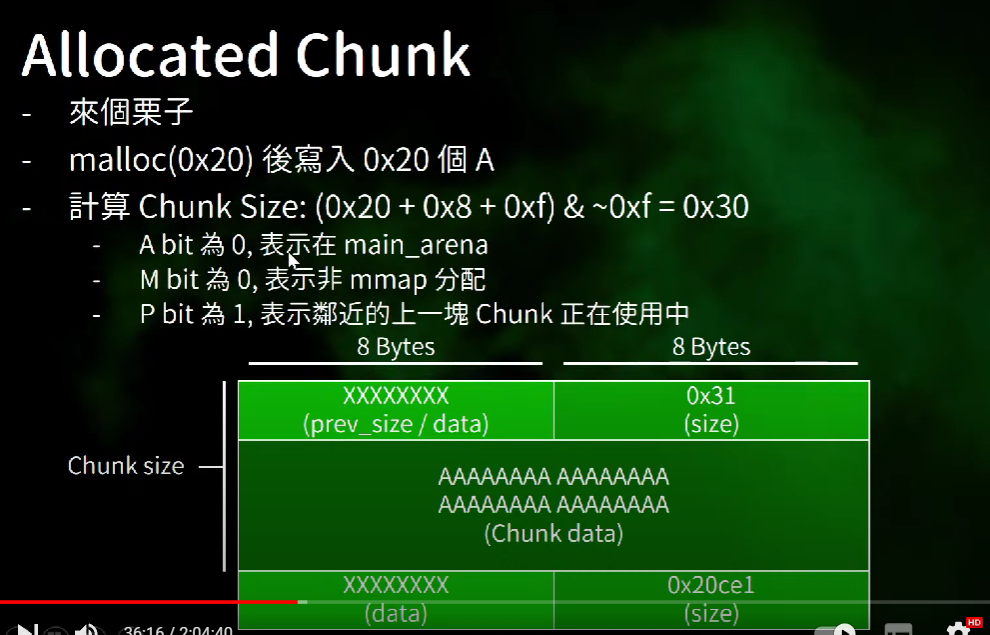 Allocated Chunk
- 來個栗子
- malloc(0x20) 後寫入 0x20 個 A
- 計算 Chunk Size: (0x20 + 0x8 + 0xf) & ~0xf = 0x30
- A bit 為 0, 表示在 main_arena
- M bit 為 0, 表示非 mmap 分配
- P bit 為 1, 表示鄰近的上一塊 Chunk 正在使用中
8 Bytes 8 Bytes
XXXXXXXX 0x31
(prev_size / data) (size)
Chunk size
AAAAAAAA AAAAAAAA
AAAAAAAA AAAAAAAA
(Chunk data)
XXXXXXXX 0x20ce1
(data) (size)
36:16 / 2:04:40
HD